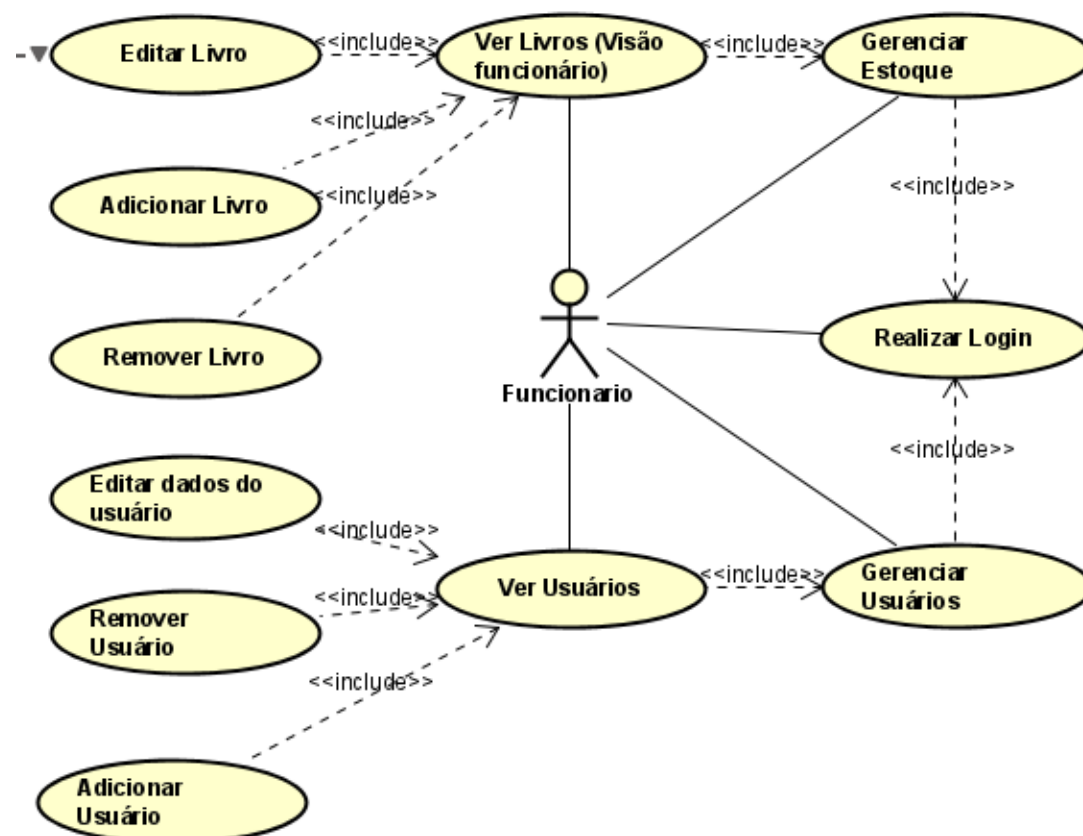 Editar Livro
<<include>>
Ver Livros (Visão
funcionário)
<<include>>
Gerenciar
Estoque
<<include>>
Adicionar Livro
<<include>>
<<include>>
Remover Livro
Realizar Login
Funcionario
Editar dados do
usuário
<<include>>
<<include>>
Ver Usuários
<<include>>
Gerenciar
Usuários
Remover
Usuário
<<include>>
<<include>>
Adicionar
Usuário